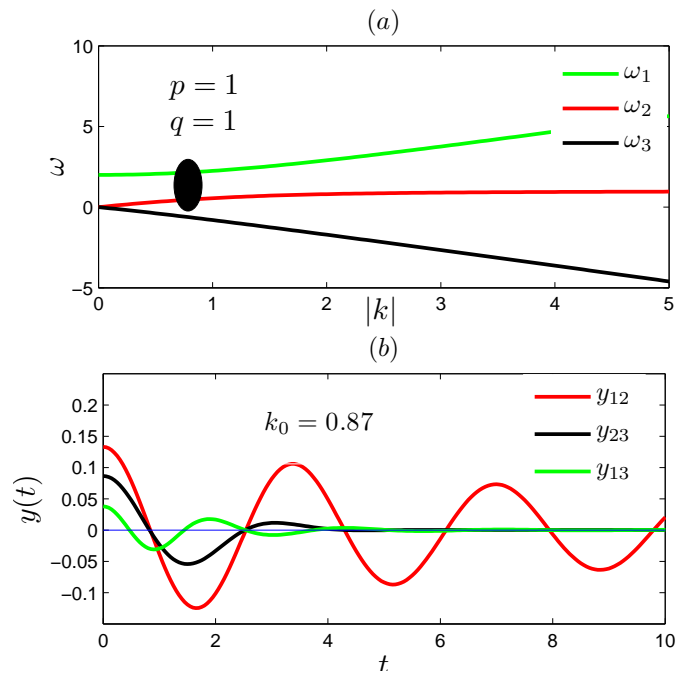 (a)
10
5
0
−5
ω
p = 1
q = 1
ω₁
ω₂
ω₃
0 1 2 3 4 5
|k|
(b)
0.2
0.15
0.1
0.05
0
−0.05
−0.1
y(t)
k₀ = 0.87
y₁₂
y₂₃
y₁₃
0 2 4 6 8 10
t